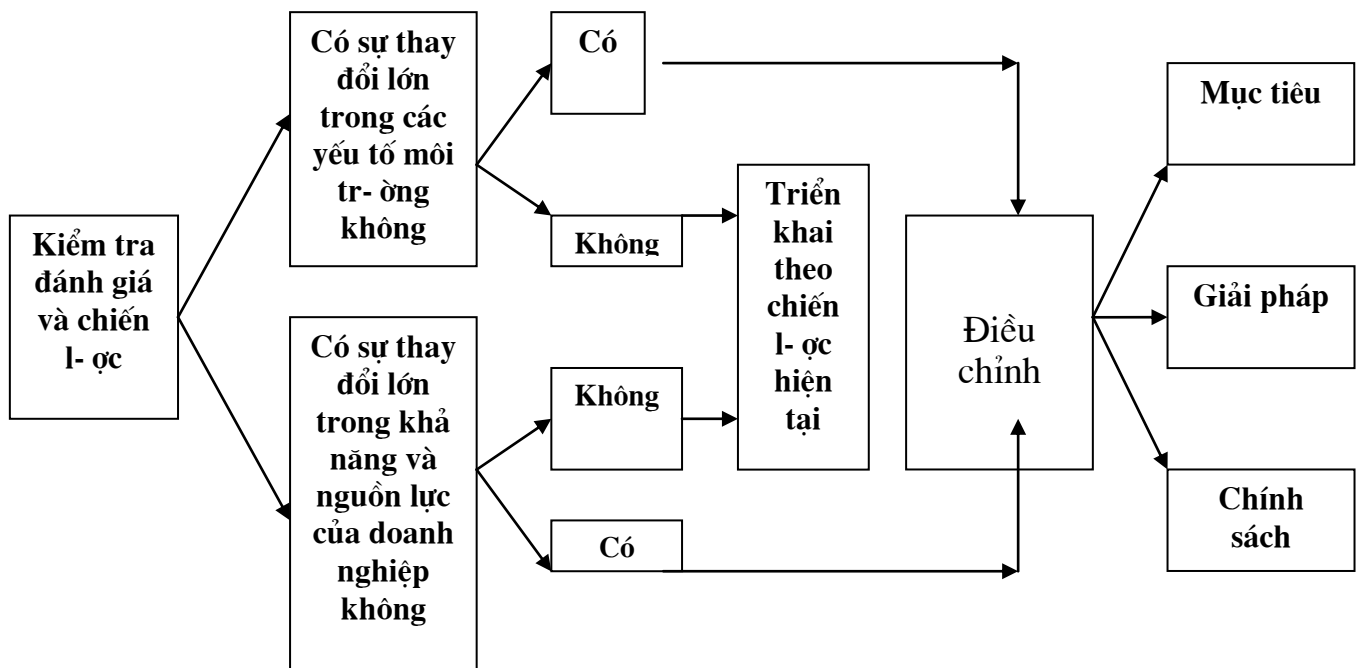 Kiểm tra
đánh giá
và chiến
l- ợc
Có sự thay
đổi lớn
trong các
yếu tố môi
tr- ờng
không
Có sự thay
đổi lớn
trong khả
năng và
nguồn lực
của doanh
nghiệp
không
Có
Không
Không
Có
Triển
khai
theo
chiến
l- ợc
hiện
tại
Điều
chỉnh
Mục tiêu
Giải pháp
Chính
sách